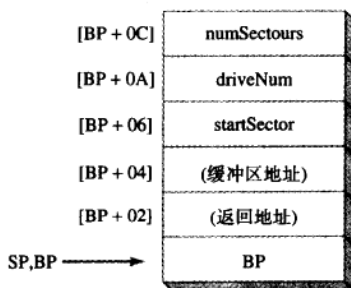 [BP + 0C] numSectours
[BP + 0A] driveNum
[BP + 06] startSector
[BP + 04] (缓冲区地址)
[BP + 02] (返回地址)
SP,BP BP